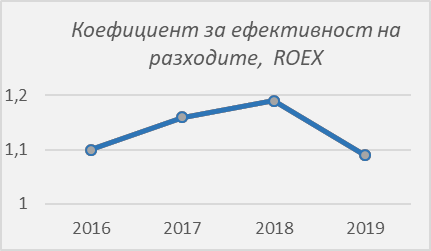 Коефициент за ефективност на
разходите, ROEX
1,2
1,1
1
2016 2017 2018 2019